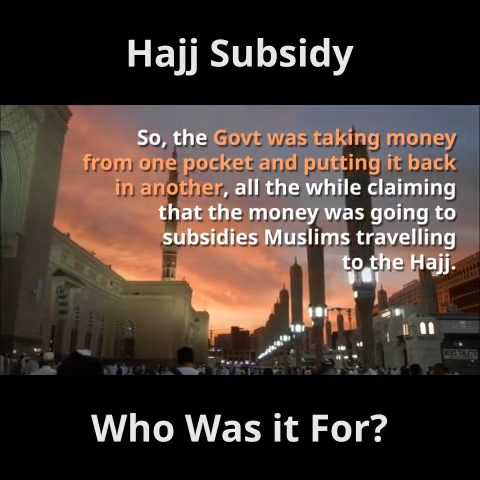 Hajj Subsidy
So, the Govt was taking money
from one pocket and putting it back
in another, all the while claiming
that the money was going to
subsidies Muslims travelling
to the Hajj.
Who Was it For?